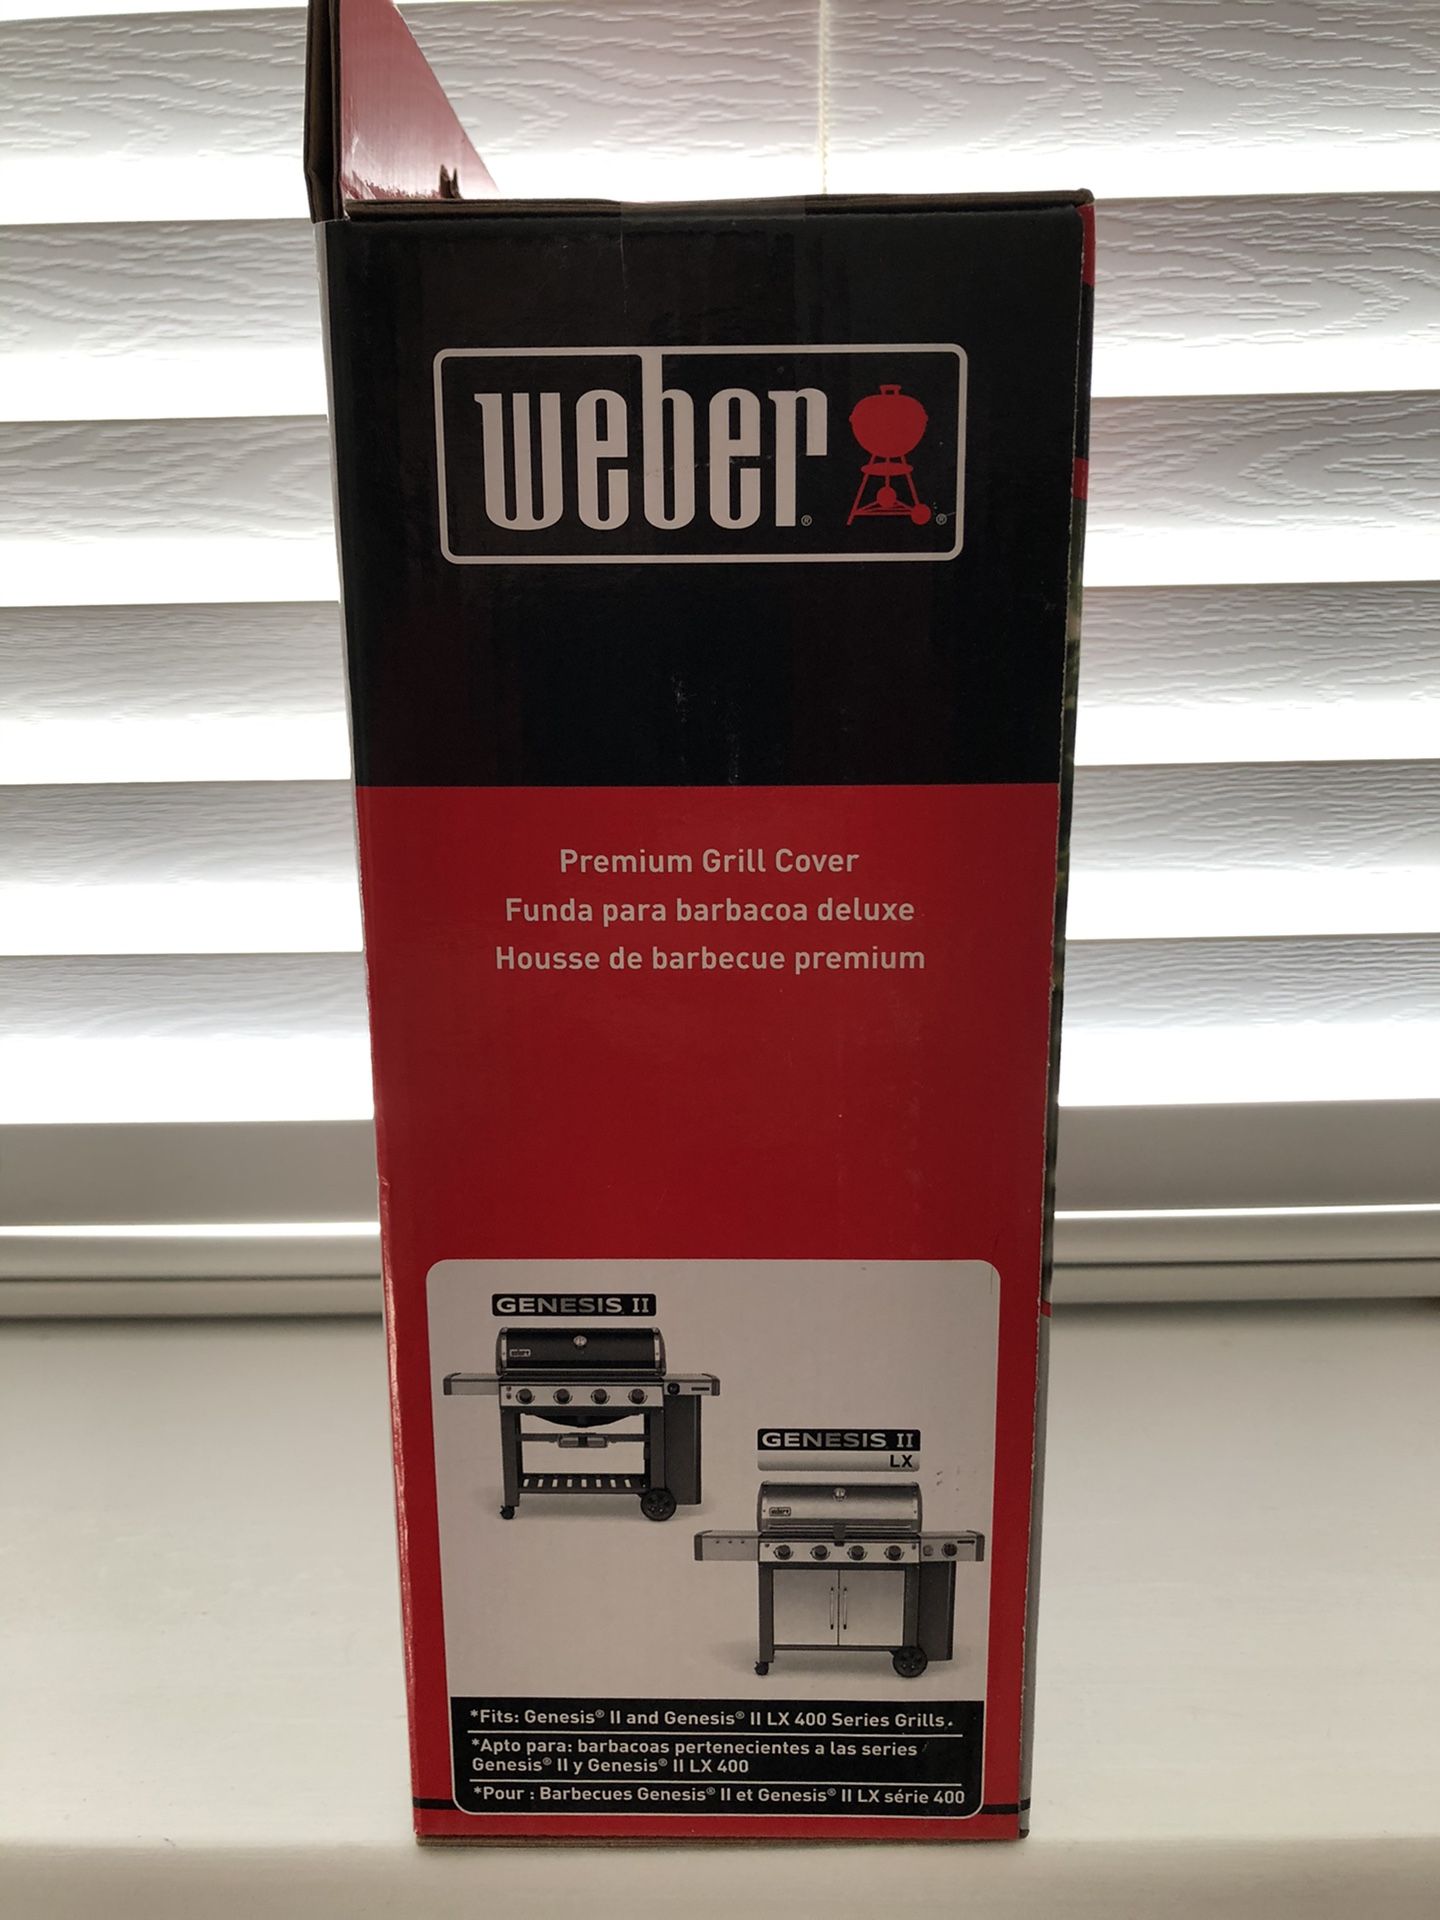 weber®
®
Premium Grill Cover
Funda para barbacoa deluxe
Housse de barbecue premium
GENESIS II
weber
GENESIS II
LX
weber
*Fits: Genesis® II and Genesis® II LX 400 Series Grills.
*Apto para: barbacoas pertenecientes a las series
Genesis® II y Genesis® II LX 400
*Pour : Barbecues Genesis® II et Genesis® II LX série 400